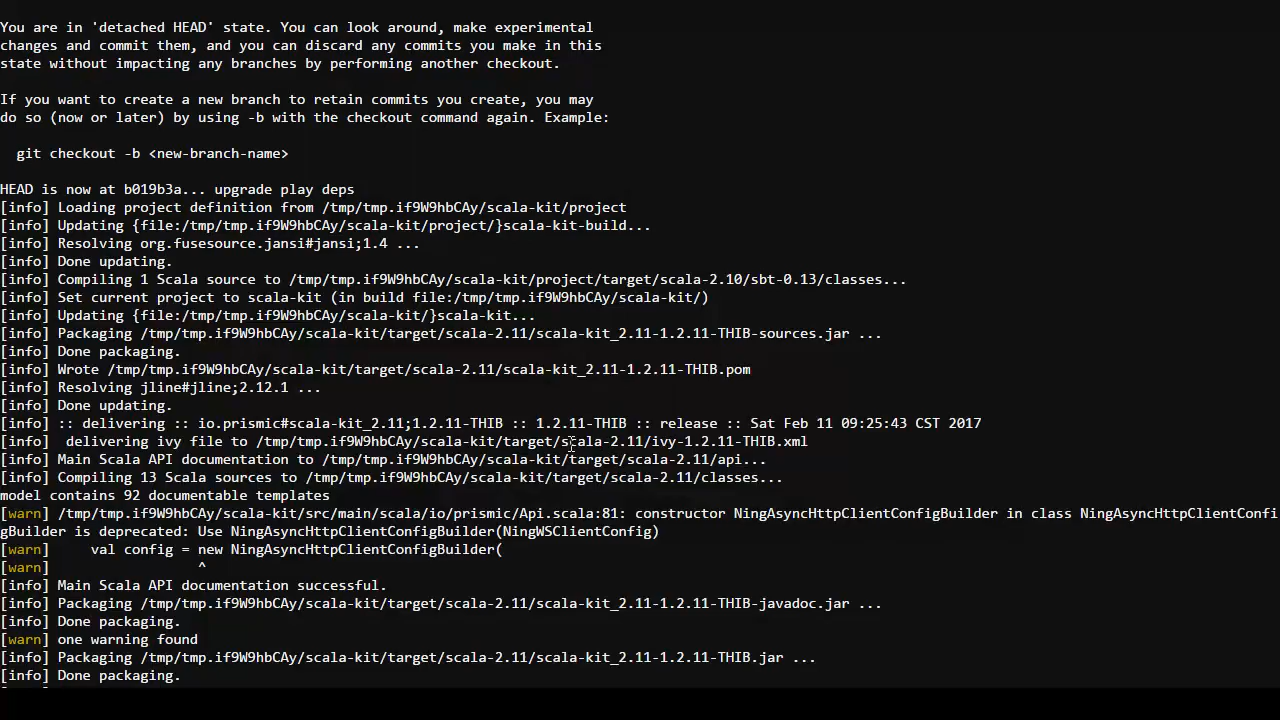 You are in 'detached HEAD' state. You can look around, make experimental
changes and commit them, and you can discard any commits you make in this
state without impacting any branches by performing another checkout.
If you want to create a new branch to retain commits you create, you may
do so (now or later) by using -b with the checkout command again. Example:
git checkout -b <new-branch-name>
HEAD is now at b019b3a... upgrade play deps
[info] Loading project definition from /tmp/tmp.if9W9hbCAy/scala-kit/project
[info] Updating {file:/tmp/tmp.if9W9hbCAy/scala-kit/project/}scala-kit-build...
[info] Resolving org.fusesource.jansi#jansi;1.4 ...
[info] Done updating.
[info] Compiling 1 Scala source to /tmp/tmp.if9W9hbCAy/scala-kit/project/target/scala-2.10/sbt-0.13/classes...
[info] Set current project to scala-kit (in build file:/tmp/tmp.if9W9hbCAy/scala-kit/)
[info] Updating {file:/tmp/tmp.if9W9hbCAy/scala-kit/}scala-kit...
[info] Packaging /tmp/tmp.if9W9hbCAy/scala-kit/target/scala-2.11/scala-kit_2.11-1.2.11-THIB-sources.jar ...
[info] Done packaging.
[info] Wrote /tmp/tmp.if9W9hbCAy/scala-kit/target/scala-2.11/scala-kit_2.11-1.2.11-THIB.pom
[info] Resolving jline#jline;2.12.1 ...
[info] Done updating.
[info] :: delivering :: io.prismic#scala-kit_2.11;1.2.11-THIB :: 1.2.11-THIB :: release :: Sat Feb 11 09:25:43 CST 2017
[info]  delivering ivy file to /tmp/tmp.if9W9hbCAy/scala-kit/target/scala-2.11/ivy-1.2.11-THIB.xml
[info] Main Scala API documentation to /tmp/tmp.if9W9hbCAy/scala-kit/target/scala-2.11/api...
[info] Compiling 13 Scala sources to /tmp/tmp.if9W9hbCAy/scala-kit/target/scala-2.11/classes...
model contains 92 documentable templates
[warn] /tmp/tmp.if9W9hbCAy/scala-kit/src/main/scala/io/prismic/Api.scala:81: constructor NingAsyncHttpClientConfigBuilder in class NingAsyncHttpClientConfi
gBuilder is deprecated: Use NingAsyncHttpClientConfigBuilder(NingWSClientConfig)
[warn]     val config = new NingAsyncHttpClientConfigBuilder(
[warn]                  ^
[info] Main Scala API documentation successful.
[info] Packaging /tmp/tmp.if9W9hbCAy/scala-kit/target/scala-2.11/scala-kit_2.11-1.2.11-THIB-javadoc.jar ...
[info] Done packaging.
[warn] one warning found
[info] Packaging /tmp/tmp.if9W9hbCAy/scala-kit/target/scala-2.11/scala-kit_2.11-1.2.11-THIB.jar ...
[info] Done packaging.